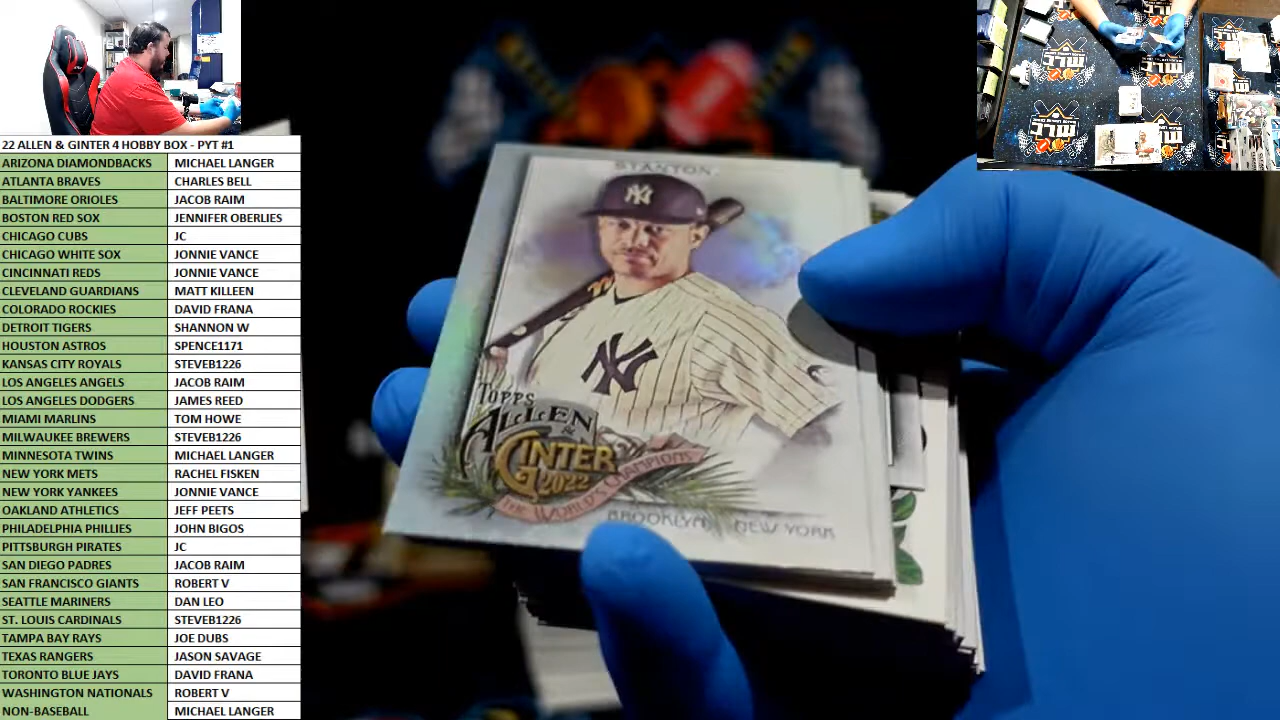 22 ALLEN & GINTER 4 HOBBY BOX - PYT #1
ARIZONA DIAMONDBACKS MICHAEL LANGER
ATLANTA BRAVES CHARLES BELL
BALTIMORE ORIOLES JACOB RAIM
BOSTON RED SOX JENNIFER OBERLIES
CHICAGO CUBS JC
CHICAGO WHITE SOX JONNIE VANCE
CINCINNATI REDS JONNIE VANCE
CLEVELAND GUARDIANS MATT KILLEEN
COLORADO ROCKIES DAVID FRANA
DETROIT TIGERS SHANNON W
HOUSTON ASTROS SPENCE1171
KANSAS CITY ROYALS STEVEB1226
LOS ANGELES ANGELS JACOB RAIM
LOS ANGELES DODGERS JAMES REED
MIAMI MARLINS TOM HOWE
MILWAUKEE BREWERS STEVEB1226
MINNESOTA TWINS MICHAEL LANGER
NEW YORK METS RACHEL FISKEN
NEW YORK YANKEES JONNIE VANCE
OAKLAND ATHLETICS JEFF PEETS
PHILADELPHIA PHILLIES JOHN BIGOS
PITTSBURGH PIRATES JC
SAN DIEGO PADRES JACOB RAIM
SAN FRANCISCO GIANTS ROBERT V
SEATTLE MARINERS DAN LEO
ST. LOUIS CARDINALS STEVEB1226
TAMPA BAY RAYS JOE DUBS
TEXAS RANGERS JASON SAVAGE
TORONTO BLUE JAYS DAVID FRANA
WASHINGTON NATIONALS ROBERT V
NON-BASEBALL MICHAEL LANGER
STANTON
NY
NY
TOPPS
ALLEN
&
GINTER
2022
THE WORLD'S CHAMPIONS
BROOKLYN, NEW YORK